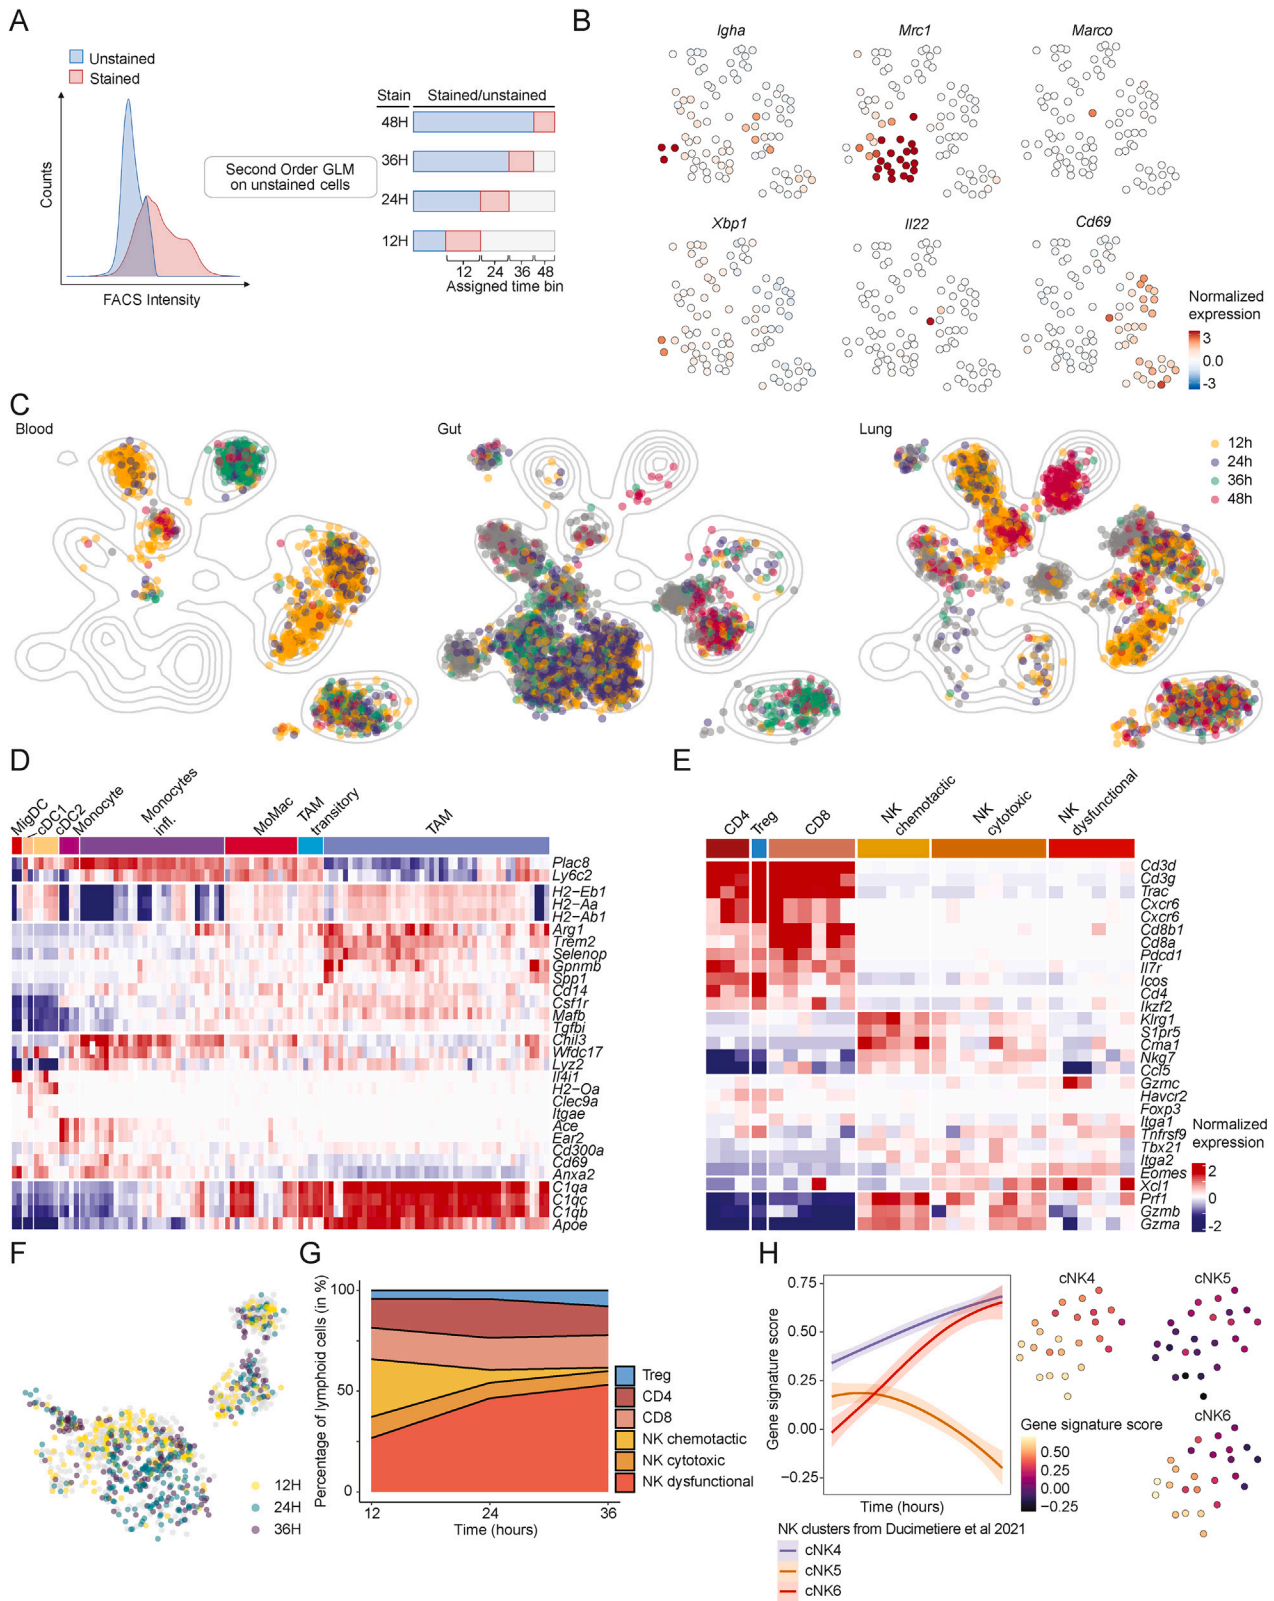 A
Unstained
Stained
Counts
FACS Intensity
Second Order GLM
on unstained cells
Stain
Stained/unstained
48H
36H
24H
12H
12 24 36 48
Assigned time bin
B
Igha
Mrc1
Marco
Xbp1
Il22
Cd69
Normalized
expression
3
0.0
-3
C
Blood
Gut
Lung
12h
24h
36h
48h
D
MigDC
cDC1
cDC2
Monocyte
Monocytes
infl.
MoMac
TAM
transitory
TAM
Plac8
Ly6c2
H2−Eb1
H2−Aa
H2−Ab1
Arg1
Trem2
Selenop
Gpnmb
Spp1
Cd14
Csf1r
Mafb
Tgfbi
Chil3
Wfdc17
Lyz2
Il4i1
H2−Oa
Clec9a
Itgae
Ace
Ear2
Cd300a
Cd69
Anxa2
C1qa
C1qc
C1qb
Apoe
E
CD4
Treg
CD8
NK
chemotactic
NK
cytotoxic
NK
dysfunctional
Cd3d
Cd3g
Trac
Cxcr6
Cxcr6
Cd8b1
Cd8a
Pdcd1
Il7r
Icos
Cd4
Ikzf2
Klrg1
S1pr5
Cma1
Nkg7
Ccl5
Gzmc
Havcr2
Foxp3
Itga1
Tnfrsf9
Tbx21
Itga2
Eomes
Xcl1
Prf1
Gzmb
Gzma
Normalized
expression
2
0
-2
F
12H
24H
36H
G
Percentage of lymphoid cells (in %)
100
50
0
12
24
36
Time (hours)
Treg
CD4
CD8
NK chemotactic
NK cytotoxic
NK dysfunctional
H
Gene signature score
0.75
0.50
0.25
0.00
−0.25
Time (hours)
NK clusters from Ducimetiere et al 2021
cNK4
cNK5
cNK6
cNK4
cNK5
cNK6
Gene signature score
0.50
0.25
0.00
−0.25